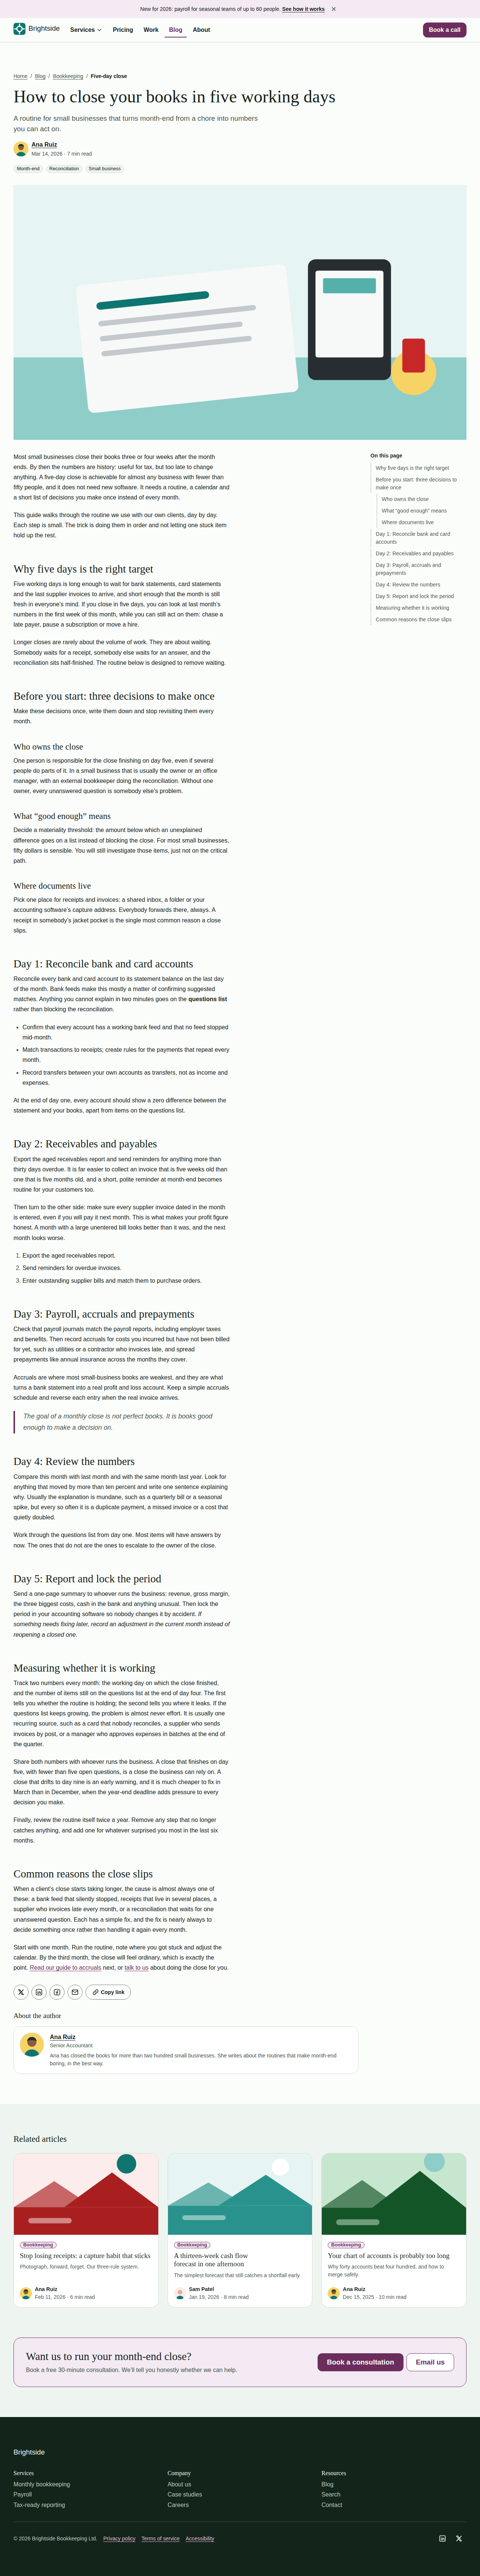 New for 2026: payroll for seasonal teams of up to 60 people. See how it works
Brightside
Services
Pricing
Work
Blog
About
Book a call
Home / Blog / Bookkeeping / Five-day close
How to close your books in five working days
A routine for small businesses that turns month-end from a chore into numbers
you can act on.
Ana Ruiz
Mar 14, 2026 · 7 min read
Month-end
Reconciliation
Small business
Most small businesses close their books three or four weeks after the month
ends. By then the numbers are history: useful for tax, but too late to change
anything. A five-day close is achievable for almost any business with fewer than
fifty people, and it does not need new software. It needs a routine, a calendar and
a short list of decisions you make once instead of every month.
This guide walks through the routine we use with our own clients, day by day.
Each step is small. The trick is doing them in order and not letting one stuck item
hold up the rest.
Why five days is the right target
Five working days is long enough to wait for bank statements, card statements
and the last supplier invoices to arrive, and short enough that the month is still
fresh in everyone's mind. If you close in five days, you can look at last month's
numbers in the first week of this month, while you can still act on them: chase a
late payer, pause a subscription or move a hire.
Longer closes are rarely about the volume of work. They are about waiting.
Somebody waits for a receipt, somebody else waits for an answer, and the
reconciliation sits half-finished. The routine below is designed to remove waiting.
Before you start: three decisions to make once
Make these decisions once, write them down and stop revisiting them every
month.
Who owns the close
One person is responsible for the close finishing on day five, even if several
people do parts of it. In a small business that is usually the owner or an office
manager, with an external bookkeeper doing the reconciliation. Without one
owner, every unanswered question is somebody else's problem.
What “good enough” means
Decide a materiality threshold: the amount below which an unexplained
difference goes on a list instead of blocking the close. For most small businesses,
fifty dollars is sensible. You will still investigate those items, just not on the critical
path.
Where documents live
Pick one place for receipts and invoices: a shared inbox, a folder or your
accounting software's capture address. Everybody forwards there, always. A
receipt in somebody's jacket pocket is the single most common reason a close
slips.
Day 1: Reconcile bank and card accounts
Reconcile every bank and card account to its statement balance on the last day
of the month. Bank feeds make this mostly a matter of confirming suggested
matches. Anything you cannot explain in two minutes goes on the questions list
rather than blocking the reconciliation.
• Confirm that every account has a working bank feed and that no feed stopped
mid-month.
• Match transactions to receipts; create rules for the payments that repeat every
month.
• Record transfers between your own accounts as transfers, not as income and
expenses.
At the end of day one, every account should show a zero difference between the
statement and your books, apart from items on the questions list.
Day 2: Receivables and payables
Export the aged receivables report and send reminders for anything more than
thirty days overdue. It is far easier to collect an invoice that is five weeks old than
one that is five months old, and a short, polite reminder at month-end becomes
routine for your customers too.
Then turn to the other side: make sure every supplier invoice dated in the month
is entered, even if you will pay it next month. This is what makes your profit figure
honest. A month with a large unentered bill looks better than it was, and the next
month looks worse.
1. Export the aged receivables report.
2. Send reminders for overdue invoices.
3. Enter outstanding supplier bills and match them to purchase orders.
Day 3: Payroll, accruals and prepayments
Check that payroll journals match the payroll reports, including employer taxes
and benefits. Then record accruals for costs you incurred but have not been billed
for yet, such as utilities or a contractor who invoices late, and spread
prepayments like annual insurance across the months they cover.
Accruals are where most small-business books are weakest, and they are what
turns a bank statement into a real profit and loss account. Keep a simple accruals
schedule and reverse each entry when the real invoice arrives.
The goal of a monthly close is not perfect books. It is books good
enough to make a decision on.
Day 4: Review the numbers
Compare this month with last month and with the same month last year. Look for
anything that moved by more than ten percent and write one sentence explaining
why. Usually the explanation is mundane, such as a quarterly bill or a seasonal
spike, but every so often it is a duplicate payment, a missed invoice or a cost that
quietly doubled.
Work through the questions list from day one. Most items will have answers by
now. The ones that do not are the ones to escalate to the owner of the close.
Day 5: Report and lock the period
Send a one-page summary to whoever runs the business: revenue, gross margin,
the three biggest costs, cash in the bank and anything unusual. Then lock the
period in your accounting software so nobody changes it by accident. If
something needs fixing later, record an adjustment in the current month instead of
reopening a closed one.
Measuring whether it is working
Track two numbers every month: the working day on which the close finished,
and the number of items still on the questions list at the end of day four. The first
tells you whether the routine is holding; the second tells you where it leaks. If the
questions list keeps growing, the problem is almost never effort. It is usually one
recurring source, such as a card that nobody reconciles, a supplier who sends
invoices by post, or a manager who approves expenses in batches at the end of
the quarter.
Share both numbers with whoever runs the business. A close that finishes on day
five, with fewer than five open questions, is a close the business can rely on. A
close that drifts to day nine is an early warning, and it is much cheaper to fix in
March than in December, when the year-end deadline adds pressure to every
decision you make.
Finally, review the routine itself twice a year. Remove any step that no longer
catches anything, and add one for whatever surprised you most in the last six
months.
Common reasons the close slips
When a client's close starts taking longer, the cause is almost always one of
these: a bank feed that silently stopped, receipts that live in several places, a
supplier who invoices late every month, or a reconciliation that waits for one
unanswered question. Each has a simple fix, and the fix is nearly always to
decide something once rather than handling it again every month.
Start with one month. Run the routine, note where you got stuck and adjust the
calendar. By the third month, the close will feel ordinary, which is exactly the
point. Read our guide to accruals next, or talk to us about doing the close for you.
Copy link
On this page
Why five days is the right target
Before you start: three decisions to
make once
Who owns the close
What “good enough” means
Where documents live
Day 1: Reconcile bank and card
accounts
Day 2: Receivables and payables
Day 3: Payroll, accruals and
prepayments
Day 4: Review the numbers
Day 5: Report and lock the period
Measuring whether it is working
Common reasons the close slips
About the author
Ana Ruiz
Senior Accountant
Ana has closed the books for more than two hundred small businesses. She writes about the routines that make month-end
boring, in the best way.
Related articles
Bookkeeping
Stop losing receipts: a capture habit that sticks
Photograph, forward, forget. Our three-rule system.
Ana Ruiz
Feb 11, 2026 · 6 min read
Bookkeeping
A thirteen-week cash flow
forecast in one afternoon
The simplest forecast that still catches a shortfall early.
Sam Patel
Jan 19, 2026 · 8 min read
Bookkeeping
Your chart of accounts is probably too long
Why forty accounts beat four hundred, and how to
merge safely.
Ana Ruiz
Dec 15, 2025 · 10 min read
Want us to run your month-end close?
Book a free 30-minute consultation. We'll tell you honestly whether we can help.
Book a consultation
Email us
Brightside
Services
Monthly bookkeeping
Payroll
Tax-ready reporting
Company
About us
Case studies
Careers
Resources
Blog
Search
Contact
© 2026 Brightside Bookkeeping Ltd.
Privacy policy
Terms of service
Accessibility